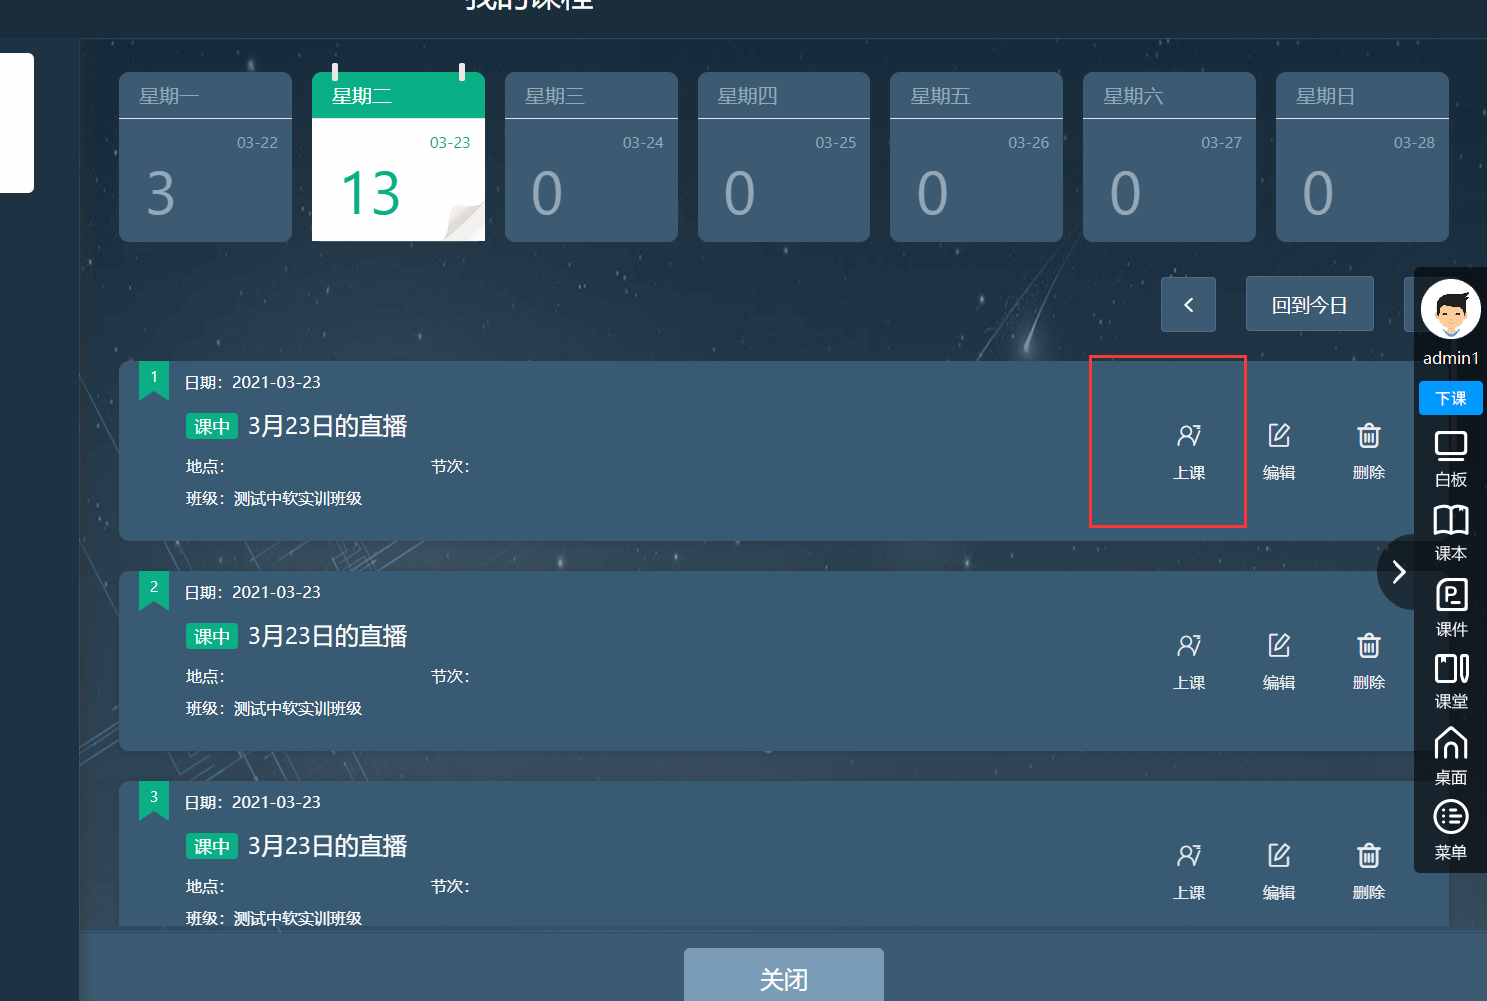 我的课程
星期一
03-22
3
星期二
03-23
13
星期三
03-24
0
星期四
03-25
0
星期五
03-26
0
星期六
03-27
0
星期日
03-28
0
回到今日
1
日期：2021-03-23
课中 3月23日的直播
地点：
节次：
班级：测试中软实训班级
上课
编辑
删除
2
日期：2021-03-23
课中 3月23日的直播
地点：
节次：
班级：测试中软实训班级
上课
编辑
删除
3
日期：2021-03-23
课中 3月23日的直播
地点：
节次：
班级：测试中软实训班级
上课
编辑
删除
admin1
下课
白板
课本
课件
课堂
桌面
菜单
关闭